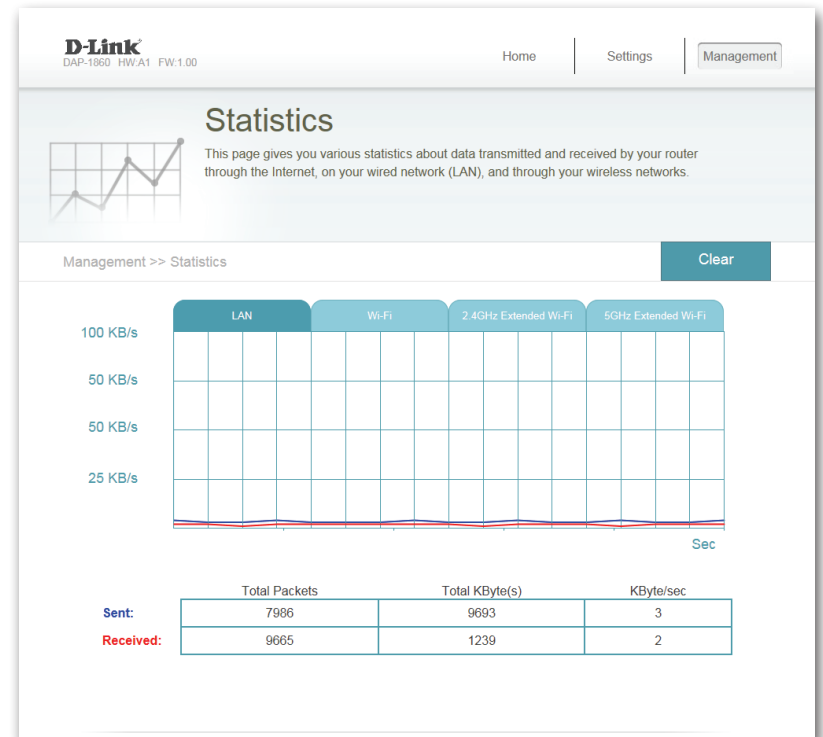 D-Link
DAP-1860 HW:A1 FW:1.00
Home
Settings
Management
Statistics
This page gives you various statistics about data transmitted and received by your router
through the Internet, on your wired network (LAN), and through your wireless networks.
Management >> Statistics
Clear
LAN
Wi-Fi
2.4GHz Extended Wi-Fi
5GHz Extended Wi-Fi
100 KB/s
50 KB/s
50 KB/s
25 KB/s
Sec
Total Packets Total KByte(s) KByte/sec
Sent: 7986 9693 3
Received: 9665 1239 2